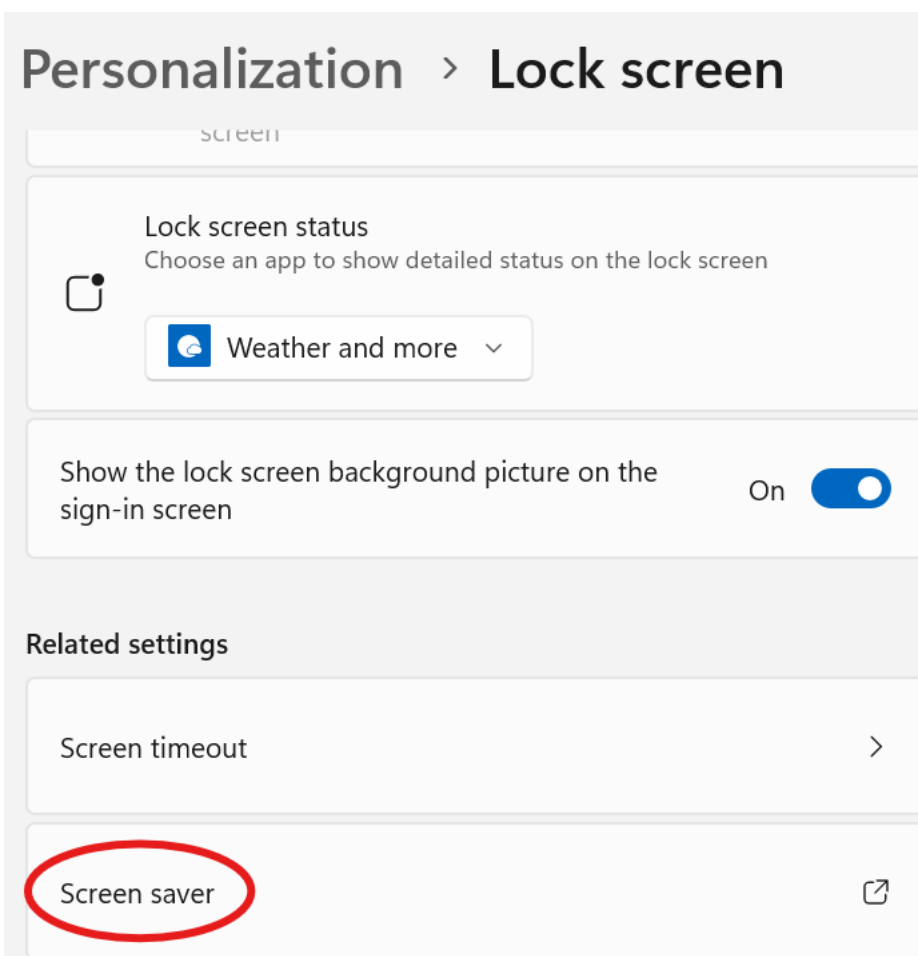 Personalization > Lock screen
screen
Lock screen status
Choose an app to show detailed status on the lock screen
Weather and more
Show the lock screen background picture on the
sign-in screen
On
Related settings
Screen timeout
Screen saver